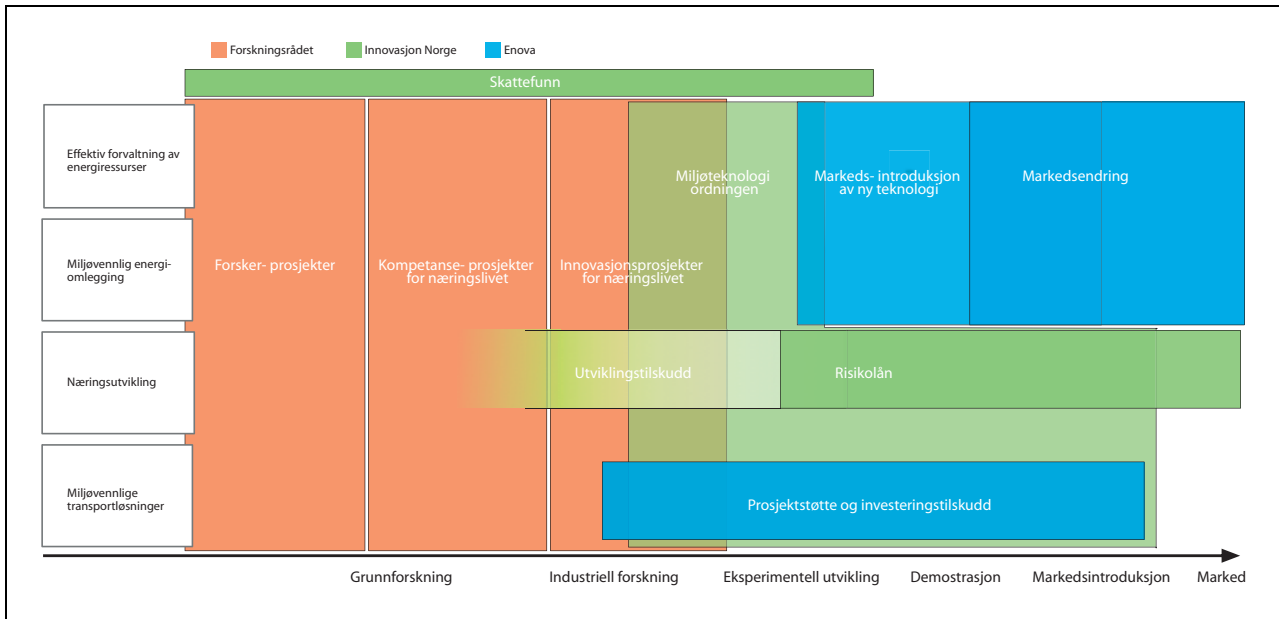 Forskningsrådet
Innovasjon Norge
Enova
Skattefunn
Effektiv forvaltning av
energiressurser
Miljøteknologi
ordningen
Markeds- introduksjon
av ny teknologi
Markedsendring
Miljøvennlig energi-
omlegging
Forsker- prosjekter
Kompetanse- prosjekter
for næringslivet
Innovasjonsprosjekter
for næringslivet
Næringsutvikling
Utviklingstilskudd
Risikolån
Miljøvennlige
transportløsninger
Prosjektstøtte og investeringstilskudd
Grunnforskning
Industriell forskning
Eksperimentell utvikling
Demostrasjon
Markedsintroduksjon
Marked